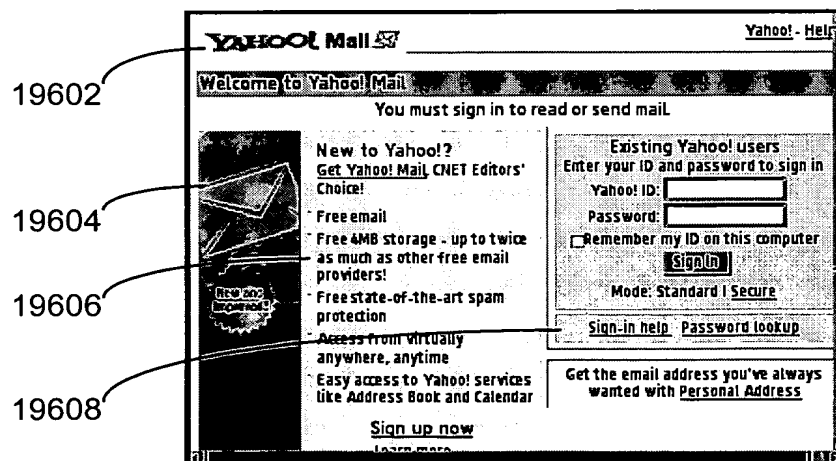 YAHOO! Mail
Yahoo! - Help
19602
Welcome to Yahoo! Mail
You must sign in to read or send mail.
New to Yahoo!?
Get Yahoo! Mail, CNET Editors'
Choice!
Free email
Free 4MB storage - up to twice
as much as other free email
providers!
Free state-of-the-art spam
protection
Access from virtually
anywhere, anytime
Easy access to Yahoo! services
like Address Book and Calendar
Sign up now
Learn more
19604
19606
New and
improved!
19608
Existing Yahoo! users
Enter your ID and password to sign in
Yahoo! ID:
Password:
Remember my ID on this computer
Sign In
Mode: Standard | Secure
Sign-in help Password lookup
Get the email address you've always
wanted with Personal Address